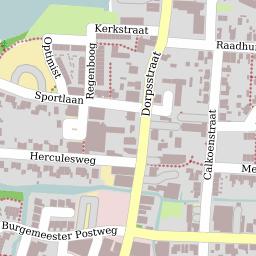 Kerkstraat
Raadhu
Optimist
Regenboog
Dorpsstraat
Sportlaan
Calkoenstraat
Herculesweg
Me
Burgemeester Postweg